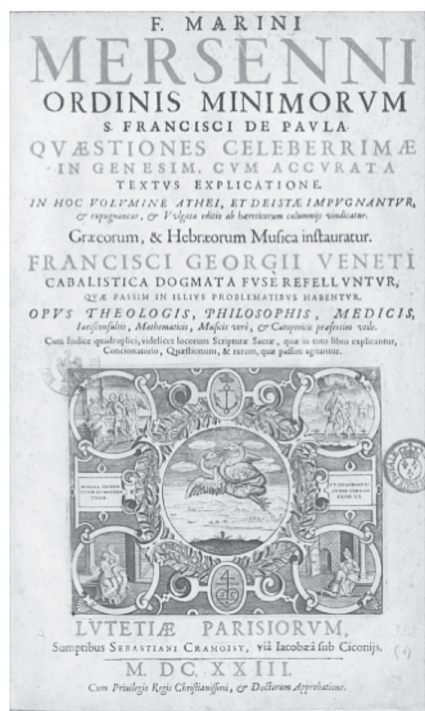 F. MARINI
MERSENNI
ORDINIS MINIMORVM
S. FRANCISCI DE PAVLA.
QVÆSTIONES CELEBERRIMÆ
IN GENESIM, CVM ACCVRATA
TEXTVS EXPLICATIONE.
IN HOC VOLVMINE ATHEI, ET DEISTÆ IMPVGNANTVR,
& expugnantur, & Vulgata editio ab hæreticorum calumnijs vindicatur.
Græcorum, & Hebræorum Musica instauratur.
FRANCISCI GEORGII VENETI
CABALISTICA DOGMATA FVSE REFELLVNTVR,
QVÆ PASSIM IN ILLIVS PROBLEMATIBVS HABENTVR.
OPVS THEOLOGIS, PHILOSOPHIS, MEDICIS,
Iurisconsultis, Mathematicis, Musicis verò, & Catoptricis præsertim vtile.
Cum Indice quadruplici, videlicet locorum Scripturæ Sacræ, quæ in toto libro explicantur,
Concionatorio, Quæstionum, & rerum, quæ passim agitantur.
LVTETIÆ PARISIORVM,
Sumptibus SEBASTIANI CRAMOISY, viâ Iacobæâ sub Ciconijs.
M. DC. XXIII.
Cum Priuilegio Regis Christianissimi, & Doctorum Approbatione.